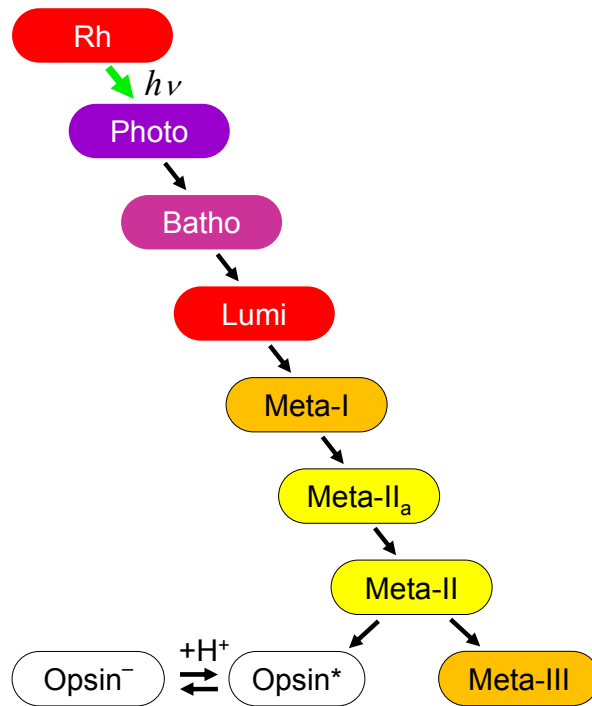 Rh
hν
Photo
Batho
Lumi
Meta-I
Meta-IIₐ
Meta-II
+H⁺
Opsin⁻ Opsin* Meta-III